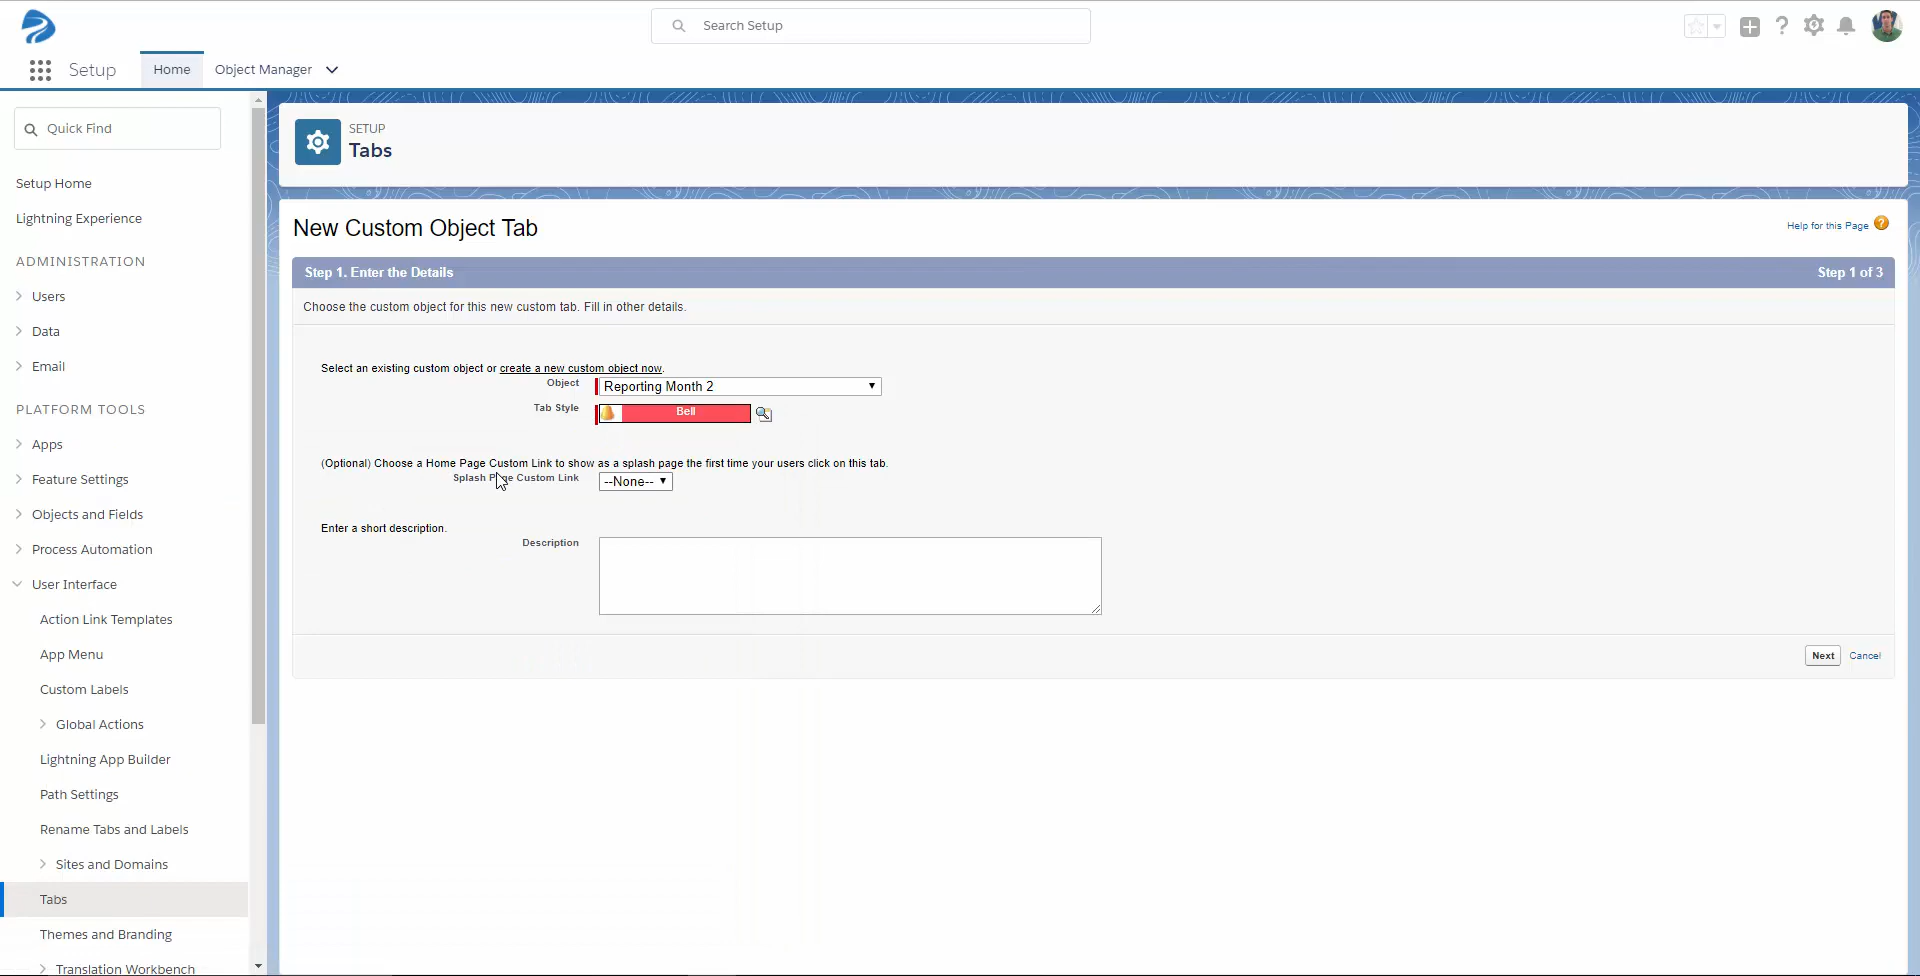 Search Setup
Setup
Home
Object Manager
Quick Find
Setup Home
Lightning Experience
ADMINISTRATION
Users
Data
Email
PLATFORM TOOLS
Apps
Feature Settings
Objects and Fields
Process Automation
User Interface
Action Link Templates
App Menu
Custom Labels
Global Actions
Lightning App Builder
Path Settings
Rename Tabs and Labels
Sites and Domains
Tabs
Themes and Branding
Translation Workbench
SETUP
Tabs
New Custom Object Tab
Help for this Page ?
Step 1. Enter the Details
Step 1 of 3
Choose the custom object for this new custom tab. Fill in other details.
Select an existing custom object or create a new custom object now.
Object
Reporting Month 2
Tab Style
Bell
(Optional) Choose a Home Page Custom Link to show as a splash page the first time your users click on this tab.
Splash Page Custom Link
--None--
Enter a short description.
Description
Next
Cancel